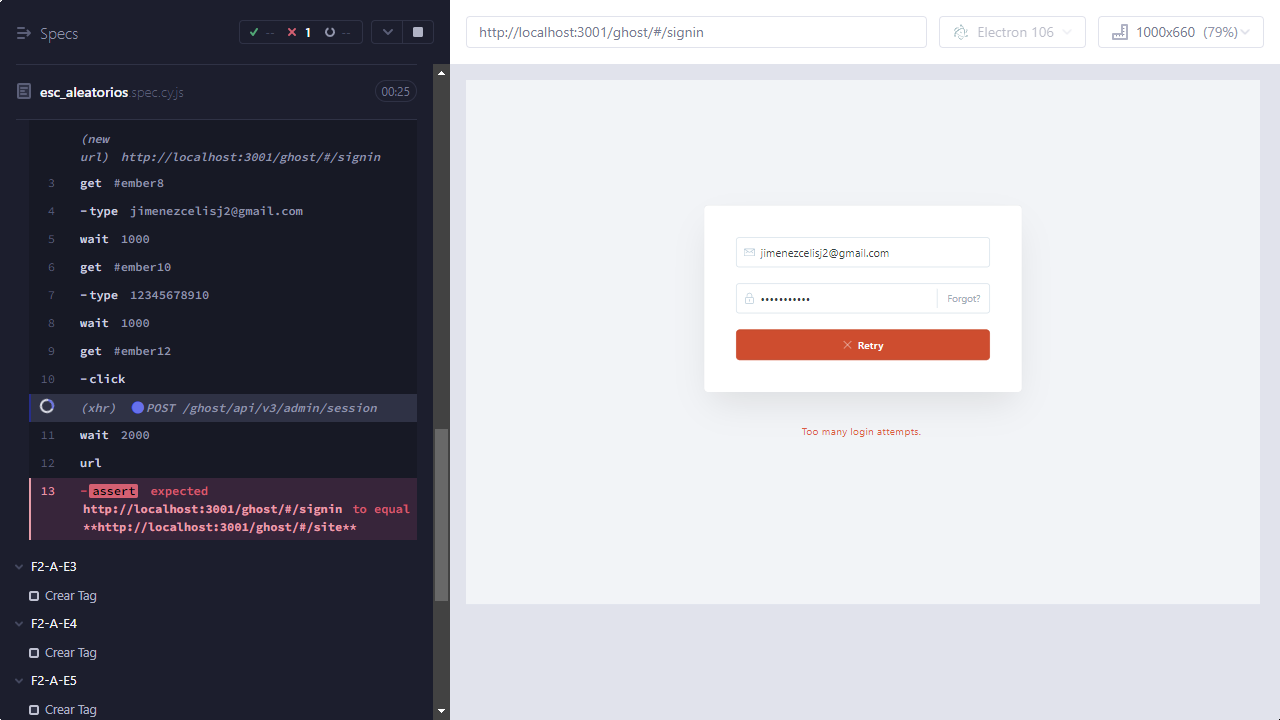 Specs
-- 1 --
esc_aleatorios.spec.cy.js 00:25
(new
url) http://localhost:3001/ghost/#/signin
3 get #ember8
4 -type jimenezcelisj2@gmail.com
5 wait 1000
6 get #ember10
7 -type 12345678910
8 wait 1000
9 get #ember12
10 -click
(xhr) POST /ghost/api/v3/admin/session
11 wait 2000
12 url
13 -assert expected
http://localhost:3001/ghost/#/signin to equal
**http://localhost:3001/ghost/#/site**
F2-A-E3
Crear Tag
F2-A-E4
Crear Tag
F2-A-E5
Crear Tag
http://localhost:3001/ghost/#/signin
Electron 106
1000x660 (79%)
jimenezcelisj2@gmail.com
•••••••••••
Forgot?
Retry
Too many login attempts.